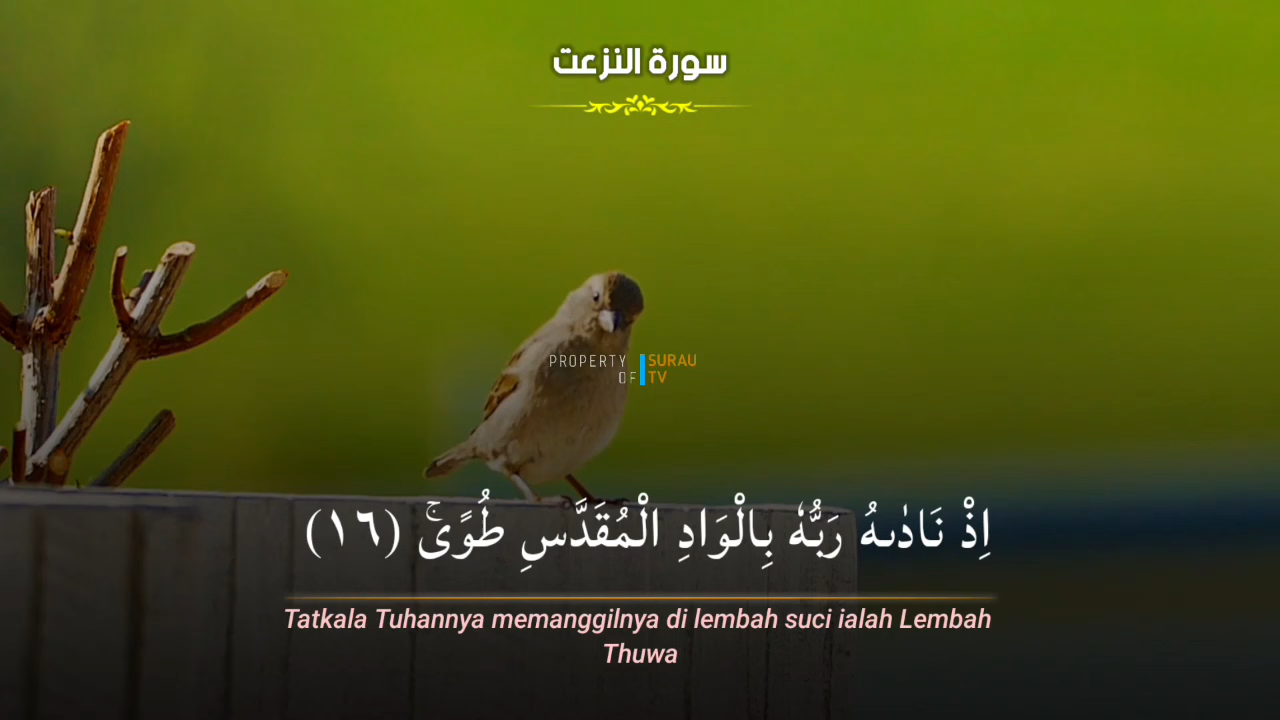 سورة النزعت
PROPERTY OF
SURAU TV
اِذْ نَادٰىهُ رَبُّهٗ بِالْوَادِ الْمُقَدَّسِ طُوًىۚ (١٦)
Tatkala Tuhannya memanggilnya di lembah suci ialah Lembah
Thuwa